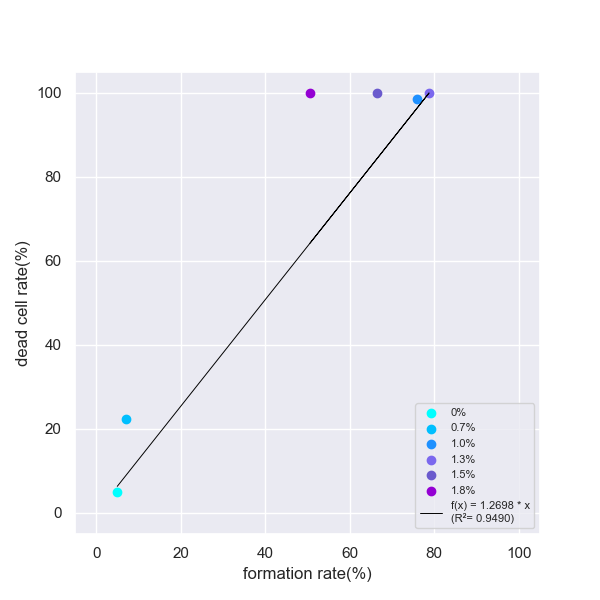 100
80
60
40
20
0
dead cell rate(%)
0 20 40 60 80 100
formation rate(%)
0%
0.7%
1.0%
1.3%
1.5%
1.8%
f(x) = 1.2698 * x
(R²= 0.9490)